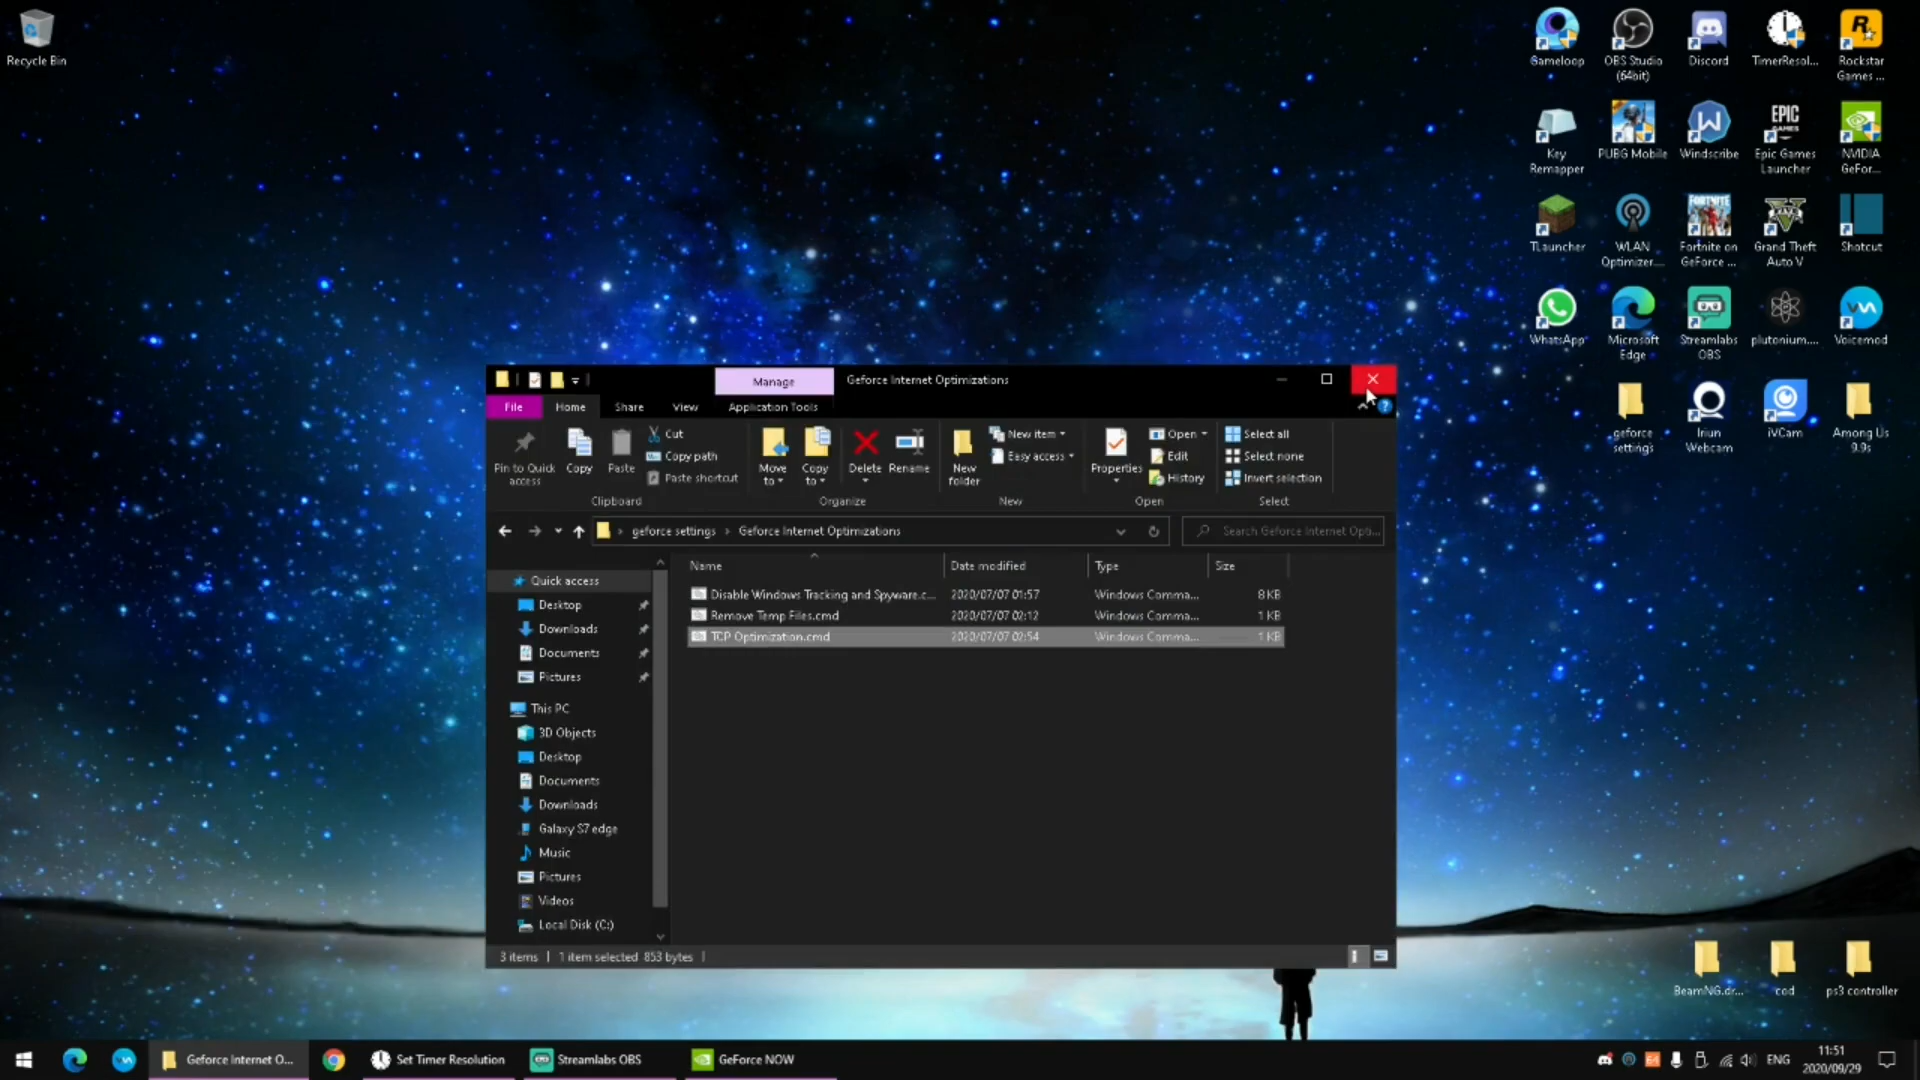 Recycle Bin
Gameloop
OBS Studio
(64bit)
Discord
TimerResol...
Rockstar
Games ...
Key
Remapper
PUBG Mobile
Windscribe
EPIC
GAMES
Epic Games
Launcher
NVIDIA
GeFor...
TLauncher
WLAN
Optimizer....
FORTNITE
Fortnite on
GeForce ...
Grand Theft
Auto V
Shotcut
WhatsApp
Microsoft
Edge
Streamlabs
OBS
plutonium....
Voicemod
geforce
settings
Iriun
Webcam
iVCam
Among Us
9.9s
Manage
Geforce Internet Optimizations
File
Home
Share
View
Application Tools
Pin to Quick
access
Copy
Paste
Cut
Copy path
Paste shortcut
Move
to
Copy
to
Delete
Rename
New
folder
New item
Easy access
Properties
Open
Edit
History
Select all
Select none
Invert selection
Clipboard
Organize
New
Open
Select
geforce settings
Geforce Internet Optimizations
Search Geforce Internet Opti...
Name
Date modified
Type
Size
Disable Windows Tracking and Spyware.c... 2020/07/07 01:57 Windows Comma... 8 KB
Remove Temp Files.cmd 2020/07/07 02:12 Windows Comma... 1 KB
TCP Optimization.cmd 2020/07/07 02:54 Windows Comma... 1 KB
Quick access
Desktop
Downloads
Documents
Pictures
This PC
3D Objects
Desktop
Documents
Downloads
Galaxy S7 edge
Music
Pictures
Videos
Local Disk (C:)
3 items
1 item selected 853 bytes
BeamNG.dr...
cod
ps3 controller
Geforce Internet O...
Set Timer Resolution
Streamlabs OBS
GeForce NOW
64
ENG
11:51
2020/09/29